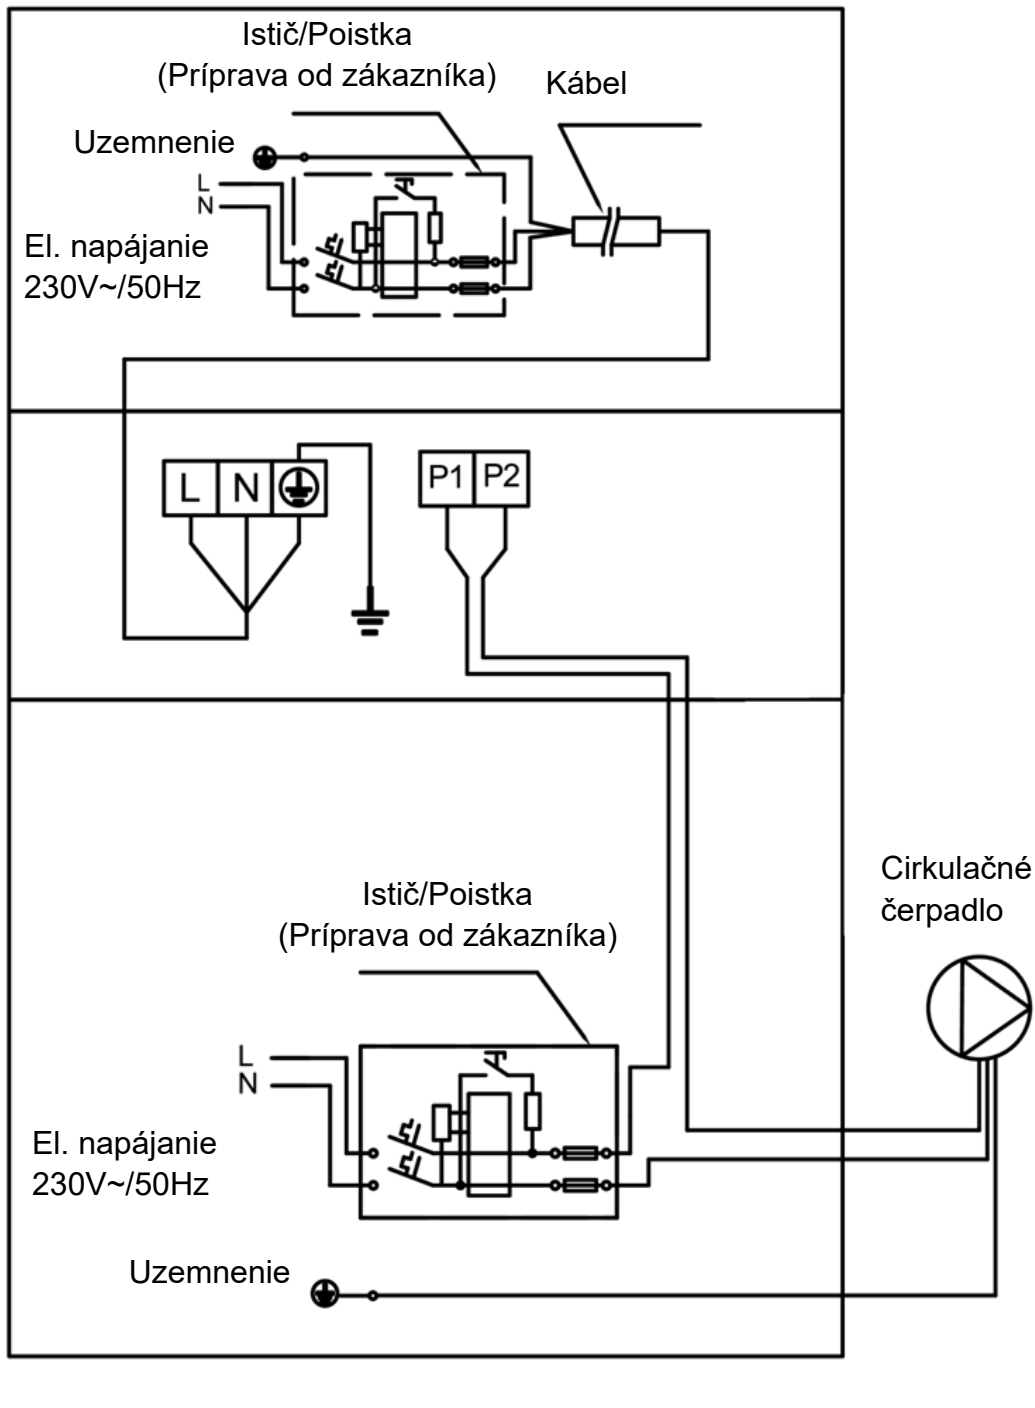 Istič/Poistka
(Príprava od zákazníka)
Kábel
Uzemnenie
L
N
El. napájanie
230V~/50Hz
L N
P1 P2
Cirkulačné
čerpadlo
Istič/Poistka
(Príprava od zákazníka)
L
N
El. napájanie
230V~/50Hz
Uzemnenie